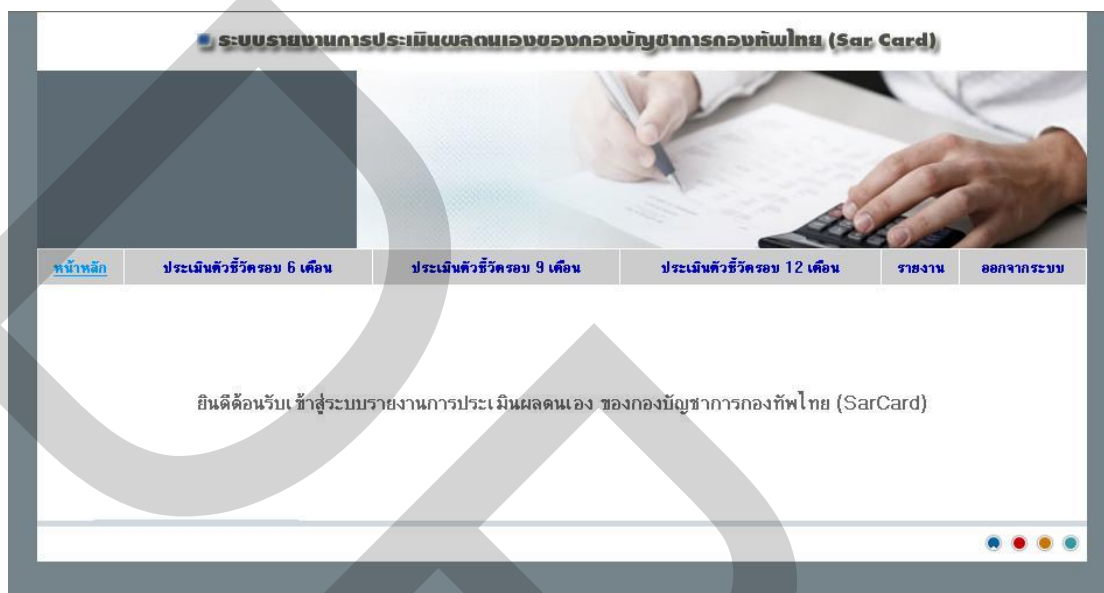 ระบบรายงานการประเมินผลตนเองของกองบัญชาการกองทัพไทย (Sar Card)
หน้าหลัก ประเมินตัวชี้วัดรอบ 6 เดือน ประเมินตัวชี้วัดรอบ 9 เดือน ประเมินตัวชี้วัดรอบ 12 เดือน รายงาน ออกจากระบบ
ยินดีต้อนรับเข้าสู่ระบบรายงานการประเมินผลตนเอง ของกองบัญชาการกองทัพไทย (SarCard)